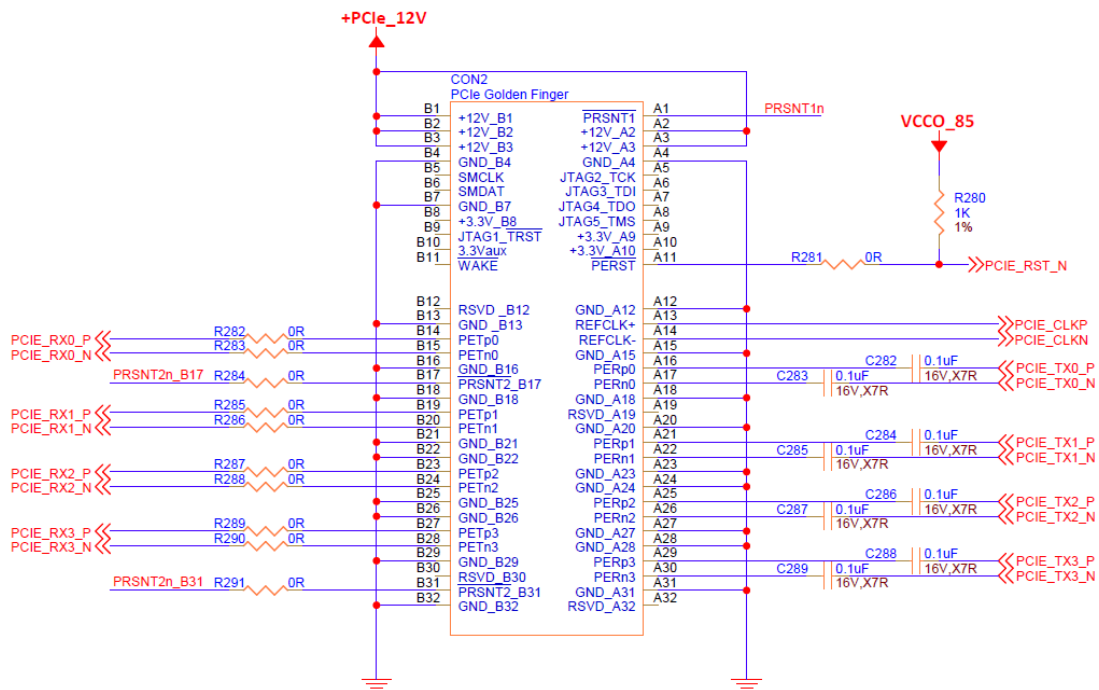 +PCIe_12V
CON2
PCIe Golden Finger
B1 +12V_B1 PRSNT1 A1 PRSNT1n
B2 +12V_B2 +12V_A2 A2
B3 +12V_B3 +12V_A3 A3
B4 GND_B4 GND_A4 A4
B5 SMCLK JTAG2_TCK A5
B6 SMDAT JTAG3_TDI A6
B7 GND_B7 JTAG4_TDO A7
B8 +3.3V_B8 JTAG5_TMS A8
B9 JTAG1_TRST +3.3V_A9 A9
B10 3.3Vaux +3.3V_A10 A10
B11 WAKE PERST A11 R281 0R PCIE_RST_N
VCCO_85
R280
1K
1%
B12 RSVD_B12 GND_A12 A12
B13 GND_B13 REFCLK+ A13 PCIE_CLKP
PCIE_RX0_P R282 0R B14 PETp0 REFCLK- A14 PCIE_CLKN
PCIE_RX0_N R283 0R B15 PETn0 GND_A15 A15
B16 GND_B16 PERp0 A16 C282 0.1uF 16V,X7R PCIE_TX0_P
PRSNT2n_B17 R284 0R B17 PRSNT2_B17 PERn0 A17 C283 0.1uF 16V,X7R PCIE_TX0_N
B18 GND_B18 GND_A18 A18
PCIE_RX1_P R285 0R B19 PETp1 RSVD_A19 A19
PCIE_RX1_N R286 0R B20 PETn1 GND_A20 A20
B21 GND_B21 PERp1 A21 C284 0.1uF 16V,X7R PCIE_TX1_P
B22 GND_B22 PERn1 A22 C285 0.1uF 16V,X7R PCIE_TX1_N
PCIE_RX2_P R287 0R B23 PETp2 GND_A23 A23
PCIE_RX2_N R288 0R B24 PETn2 GND_A24 A24
B25 GND_B25 PERp2 A25 C286 0.1uF 16V,X7R PCIE_TX2_P
B26 GND_B26 PERn2 A26 C287 0.1uF 16V,X7R PCIE_TX2_N
PCIE_RX3_P R289 0R B27 PETp3 GND_A27 A27
PCIE_RX3_N R290 0R B28 PETn3 GND_A28 A28
B29 GND_B29 PERp3 A29 C288 0.1uF 16V,X7R PCIE_TX3_P
B30 RSVD_B30 PERn3 A30 C289 0.1uF 16V,X7R PCIE_TX3_N
PRSNT2n_B31 R291 0R B31 PRSNT2_B31 GND_A31 A31
B32 GND_B32 RSVD_A32 A32